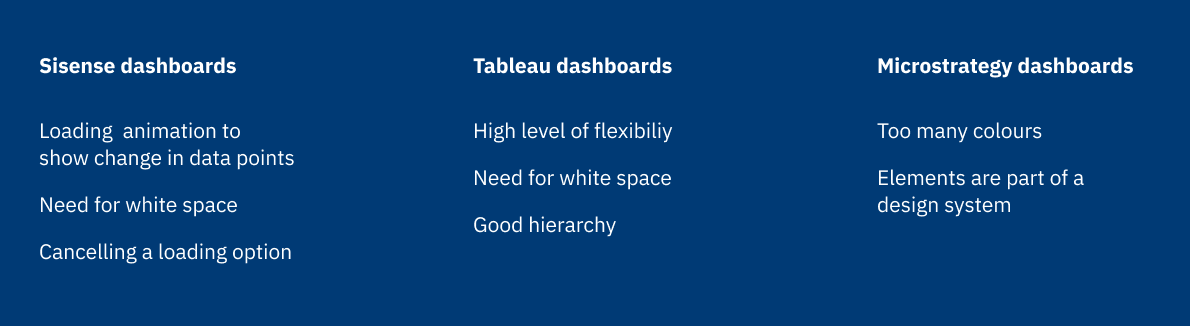 Sisense dashboards
Loading  animation to
show change in data points
Need for white space
Cancelling a loading option
Tableau dashboards
High level of flexibiliy
Need for white space
Good hierarchy
Microstrategy dashboards
Too many colours
Elements are part of a
design system